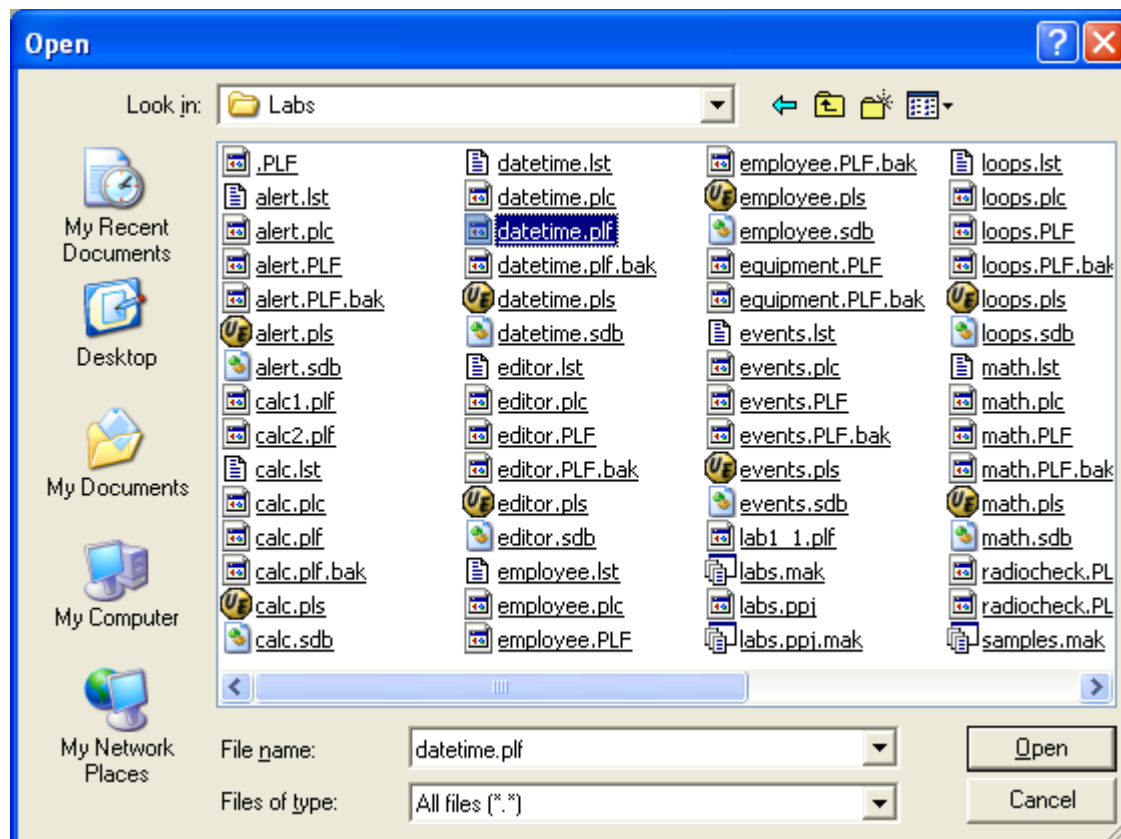 Open
Look in:
Labs
My Recent
Documents
Desktop
My Documents
My Computer
My Network
Places
.PLF
alert.lst
alert.plc
alert.PLF
alert.PLF.bak
alert.pls
alert.sdb
calc1.plf
calc2.plf
calc.lst
calc.plc
calc.plf
calc.plf.bak
calc.pls
calc.sdb
datetime.lst
datetime.plc
datetime.plf
datetime.plf.bak
datetime.pls
datetime.sdb
editor.lst
editor.plc
editor.PLF
editor.PLF.bak
editor.pls
editor.sdb
employee.lst
employee.plc
employee.PLF
employee.PLF.bak
employee.pls
employee.sdb
equipment.PLF
equipment.PLF.bak
events.lst
events.plc
events.PLF
events.PLF.bak
events.pls
events.sdb
lab1_1.plf
labs.mak
labs.ppj
labs.ppj.mak
loops.lst
loops.plc
loops.PLF
loops.PLF.bak
loops.pls
loops.sdb
math.lst
math.plc
math.PLF
math.PLF.bak
math.pls
math.sdb
radiocheck.PL
radiocheck.PL
samples.mak
File name:
datetime.plf
Open
Files of type:
All files (*.*)
Cancel